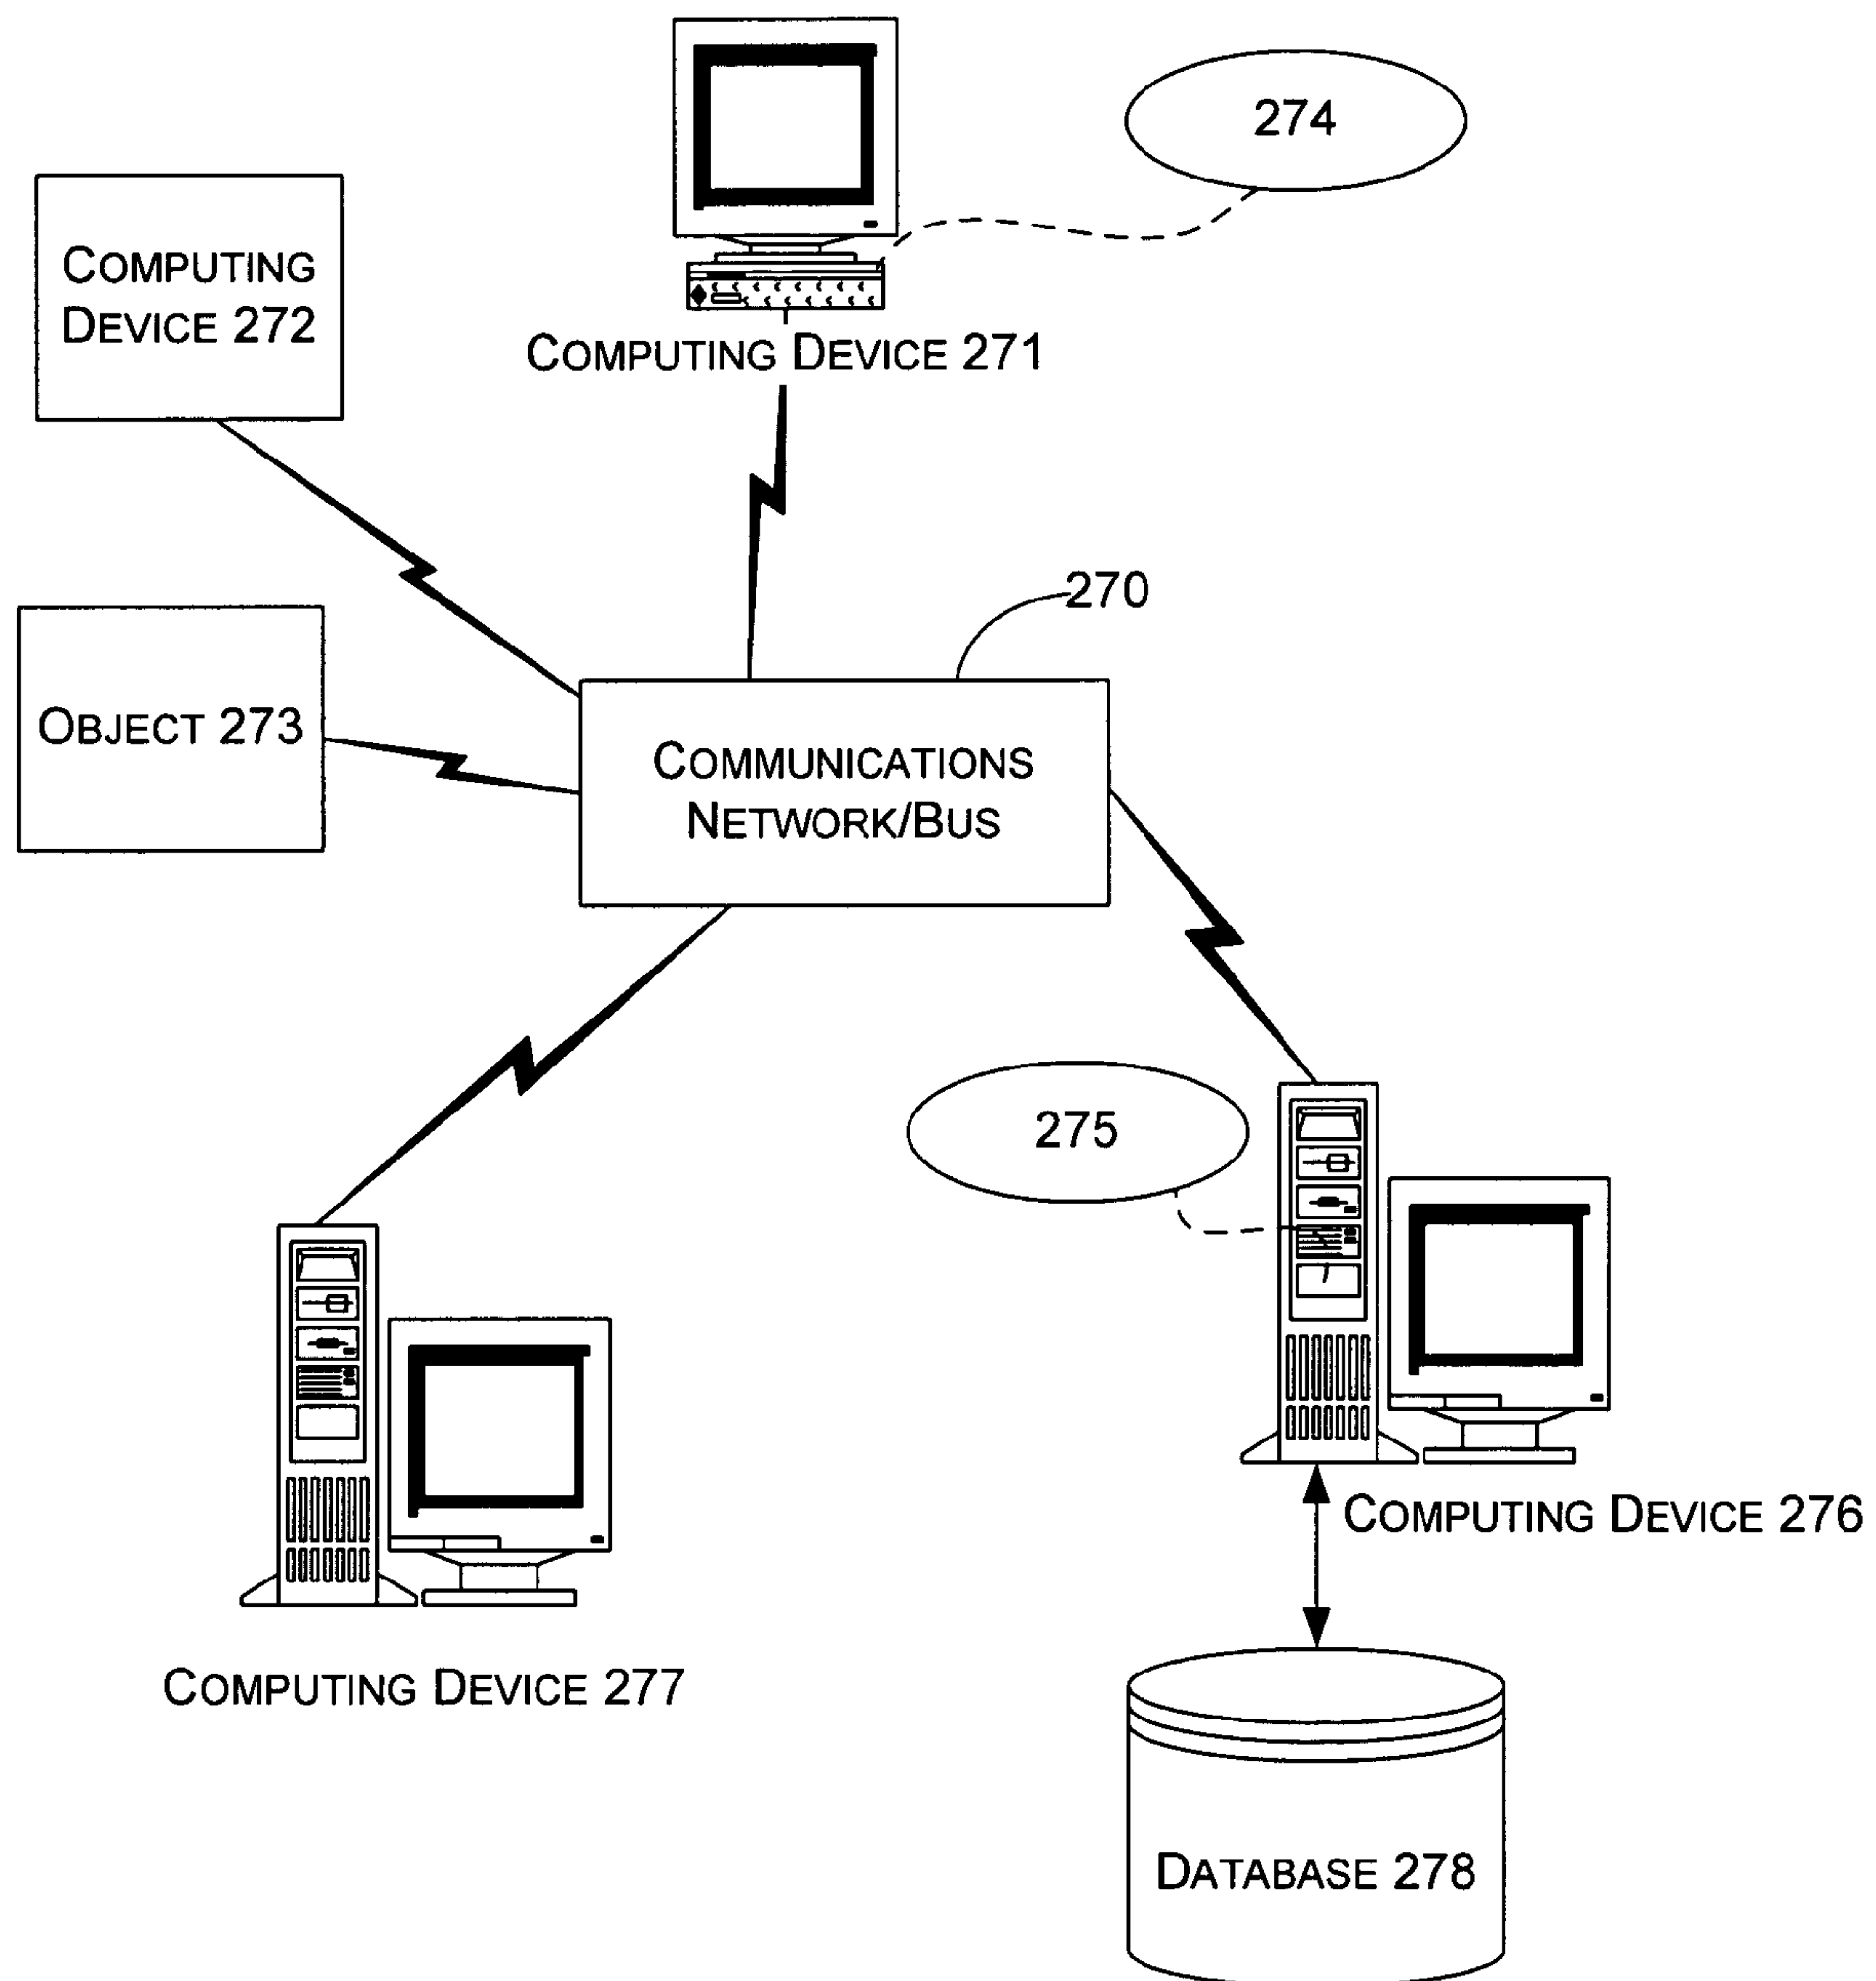 274
COMPUTING
DEVICE 272
COMPUTING DEVICE 271
270
OBJECT 273
COMMUNICATIONS
NETWORK/BUS
275
COMPUTING DEVICE 276
COMPUTING DEVICE 277
DATABASE 278